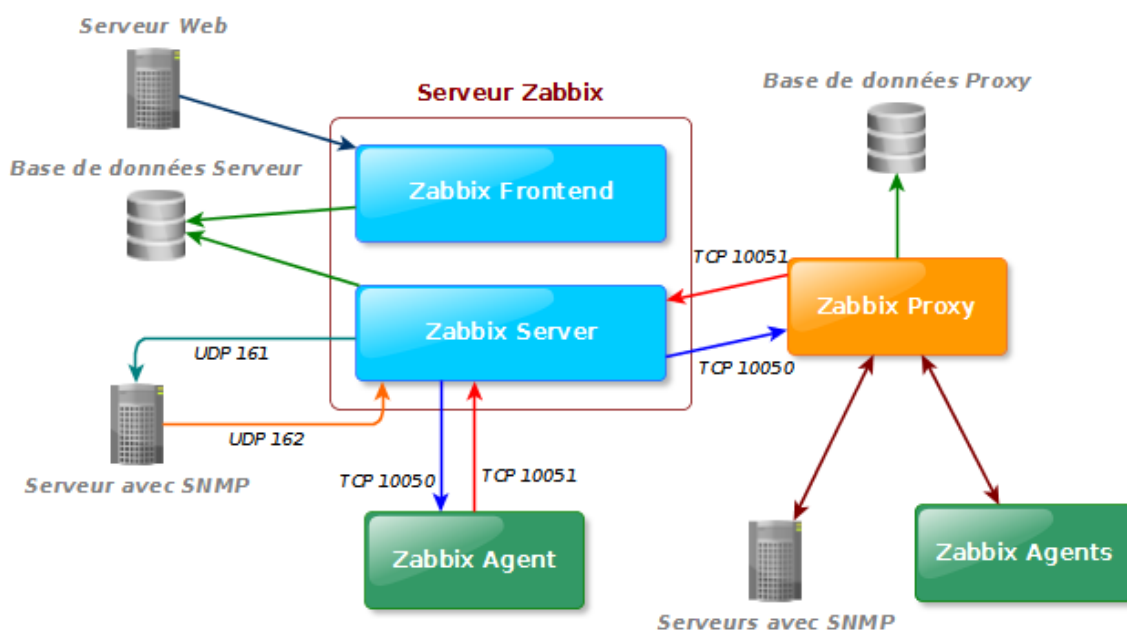 Serveur Web
Serveur Zabbix
Base de données Proxy
Base de données Serveur
Zabbix Frontend
TCP 10051
Zabbix Server
Zabbix Proxy
UDP 161
TCP 10050
UDP 162
Serveur avec SNMP
TCP 10050
TCP 10051
Zabbix Agent
Zabbix Agents
Serveurs avec SNMP